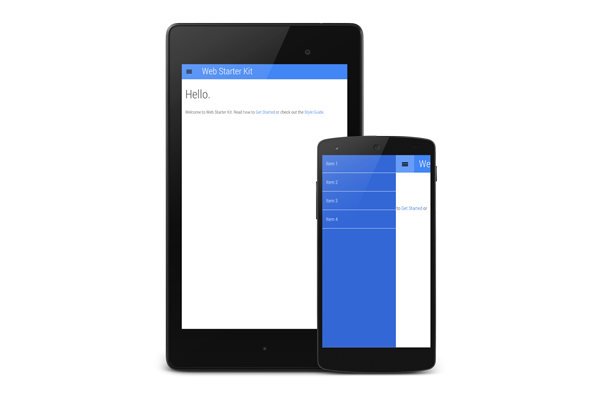 Web Starter Kit
Hello.
Welcome to Web Starter Kit. Read how to Get Started or check out the Style Guide.
Item 1
Item 2
Item 3
Item 4
We
to Get Started or